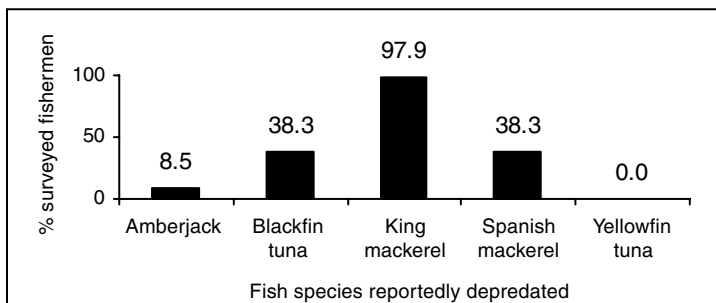 % surveyed fishermen
100
50
0
8.5
38.3
97.9
38.3
0.0
Amberjack
Blackfin
tuna
King
mackerel
Spanish
mackerel
Yellowfin
tuna
Fish species reportedly depredated